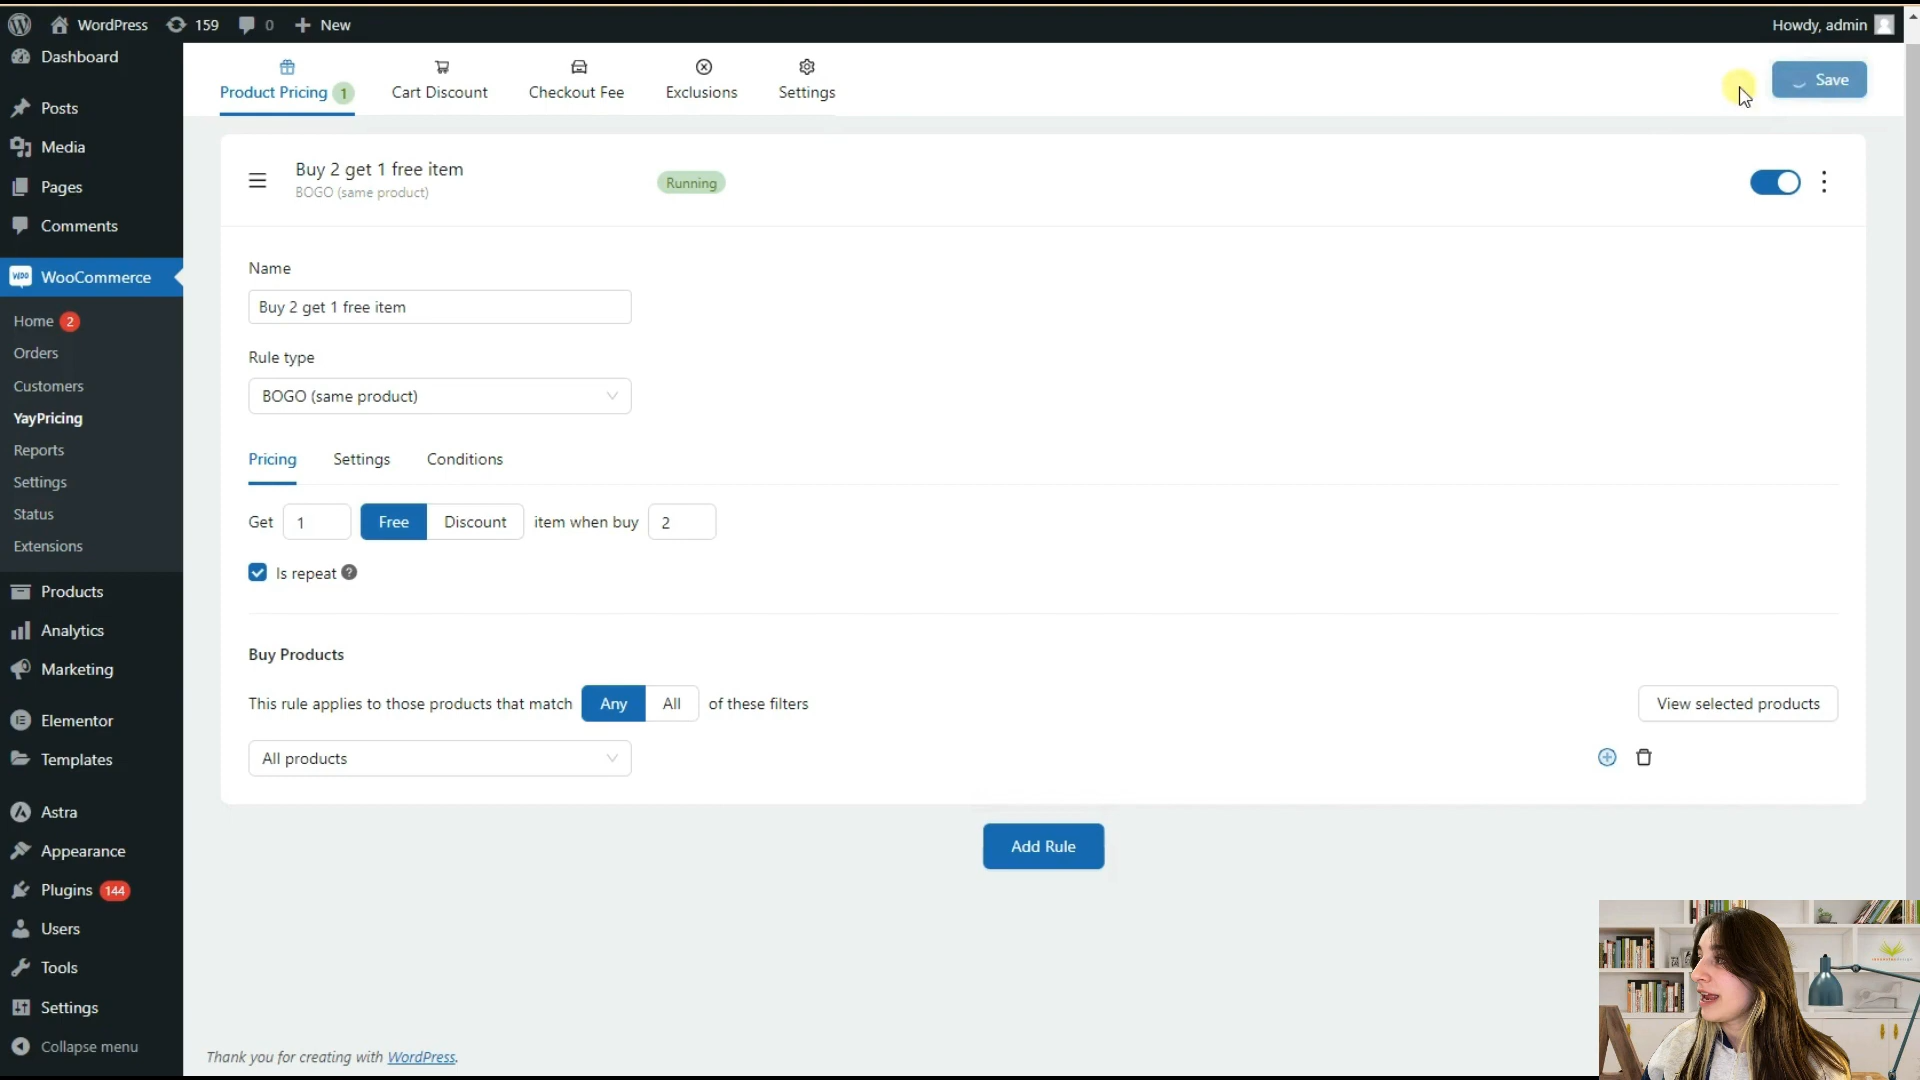 WordPress 159 0 New Howdy, admin
Dashboard
Posts
Media
Pages
Comments
WooCommerce
Home 2
Orders
Customers
YayPricing
Reports
Settings
Status
Extensions
Products
Analytics
Marketing
Elementor
Templates
Astra
Appearance
Plugins 144
Users
Tools
Settings
Collapse menu
Product Pricing 1 Cart Discount Checkout Fee Exclusions Settings Save
Buy 2 get 1 free item
BOGO (same product)
Running
Name
Buy 2 get 1 free item
Rule type
BOGO (same product)
Pricing Settings Conditions
Get 1 Free Discount item when buy 2
Is repeat ?
Buy Products
This rule applies to those products that match Any All of these filters View selected products
All products
Add Rule
Thank you for creating with WordPress.